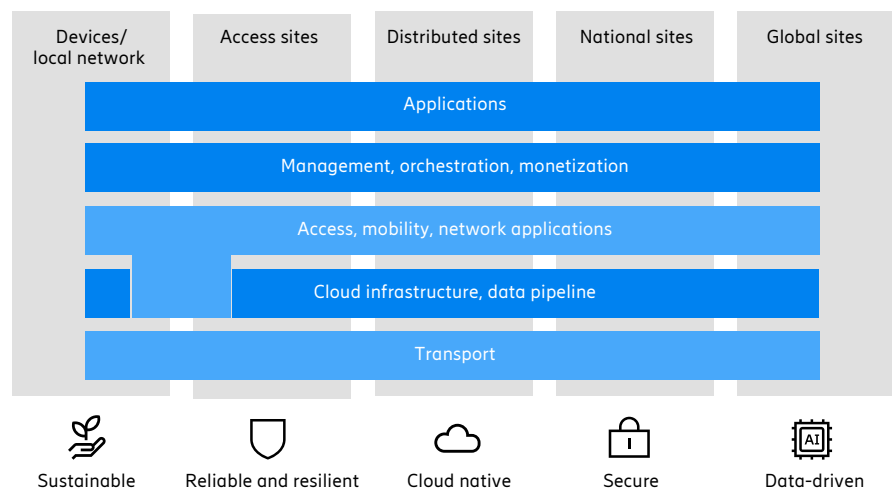 Devices/
local network
Access sites
Distributed sites
National sites
Global sites
Applications
Management, orchestration, monetization
Access, mobility, network applications
Cloud infrastructure, data pipeline
Transport
AI
Sustainable
Reliable and resilient
Cloud native
Secure
Data-driven